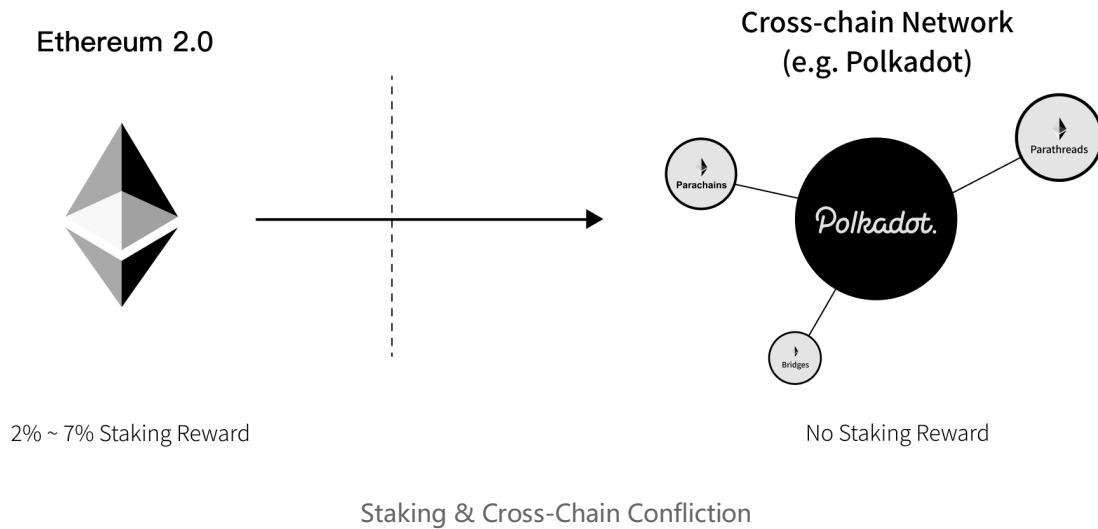 Ethereum 2.0
Cross-chain Network
(e.g. Polkadot)
Parachains
Parathreads
Polkadot.
Bridges
2% ~ 7% Staking Reward
No Staking Reward
Staking & Cross-Chain Confliction